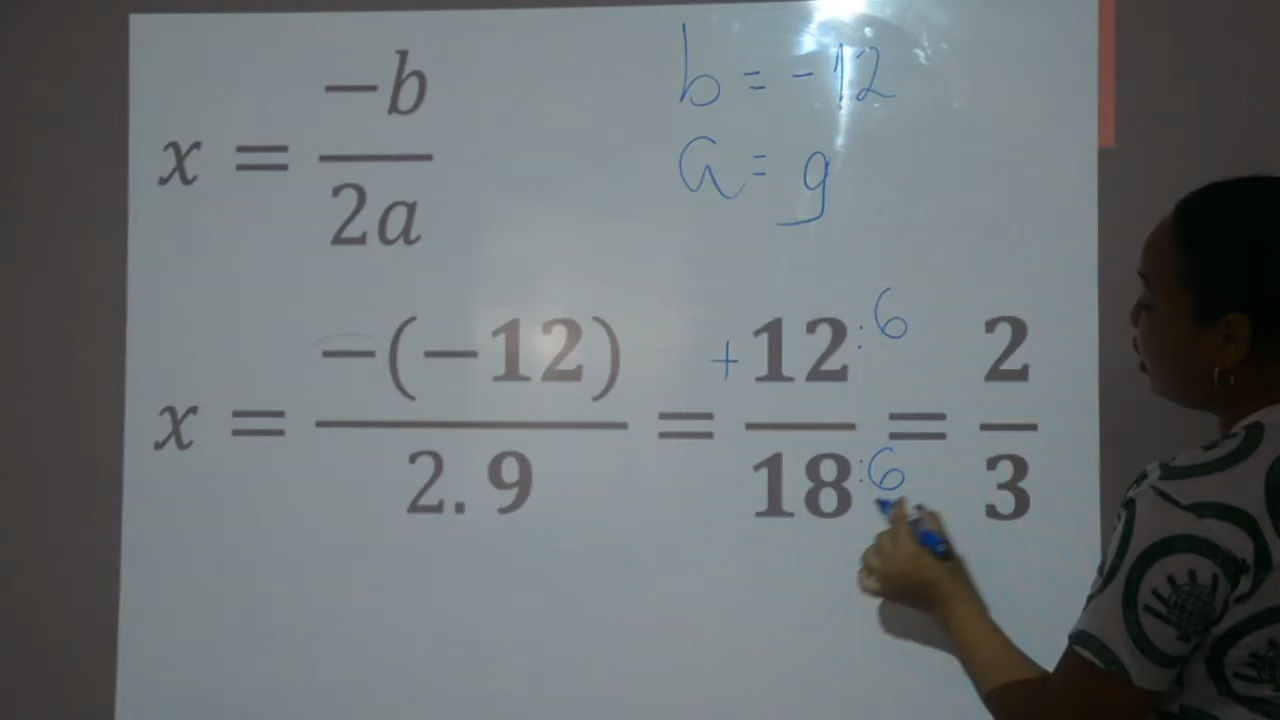 x = -b / 2a
b = -12
a = 9
x = -(-12) / 2.9 = +12:6 / 18:6 = 2 / 3